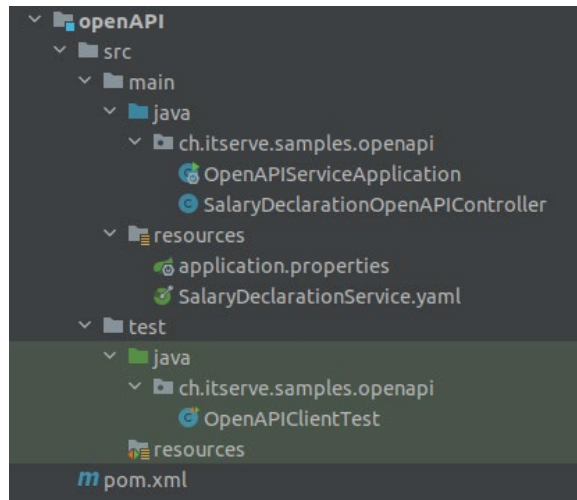 openAPI
src
main
java
ch.itserve.samples.openapi
OpenAPIServiceApplication
C SalaryDeclarationOpenAPIController
resources
application.properties
SalaryDeclarationService.yaml
test
java
ch.itserve.samples.openapi
OpenAPIClientTest
resources
m pom.xml